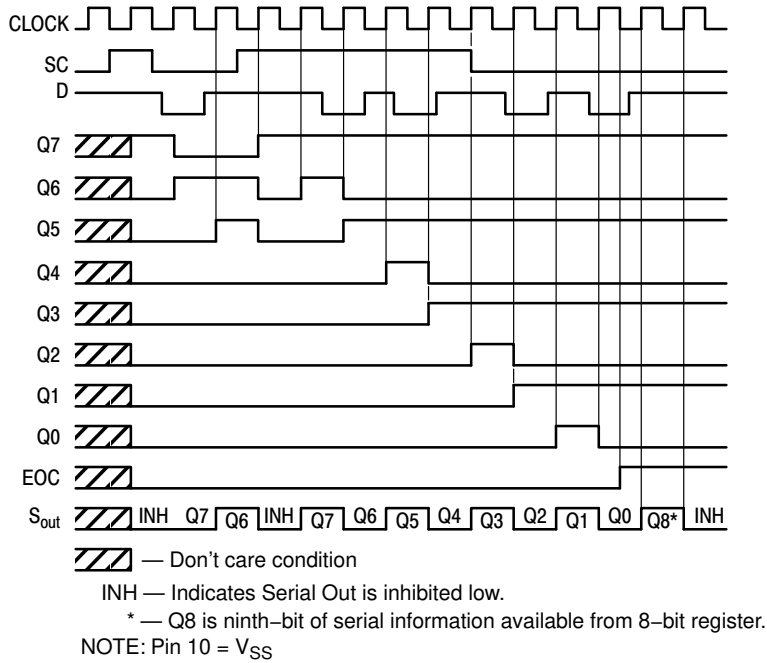 CLOCK
SC
D
Q7
Q6
Q5
Q4
Q3
Q2
Q1
Q0
EOC
Sout INH Q7 Q6 INH Q7 Q6 Q5 Q4 Q3 Q2 Q1 Q0 Q8* INH
— Don't care condition
INH — Indicates Serial Out is inhibited low.
* — Q8 is ninth−bit of serial information available from 8−bit register.
NOTE: Pin 10 = VSS